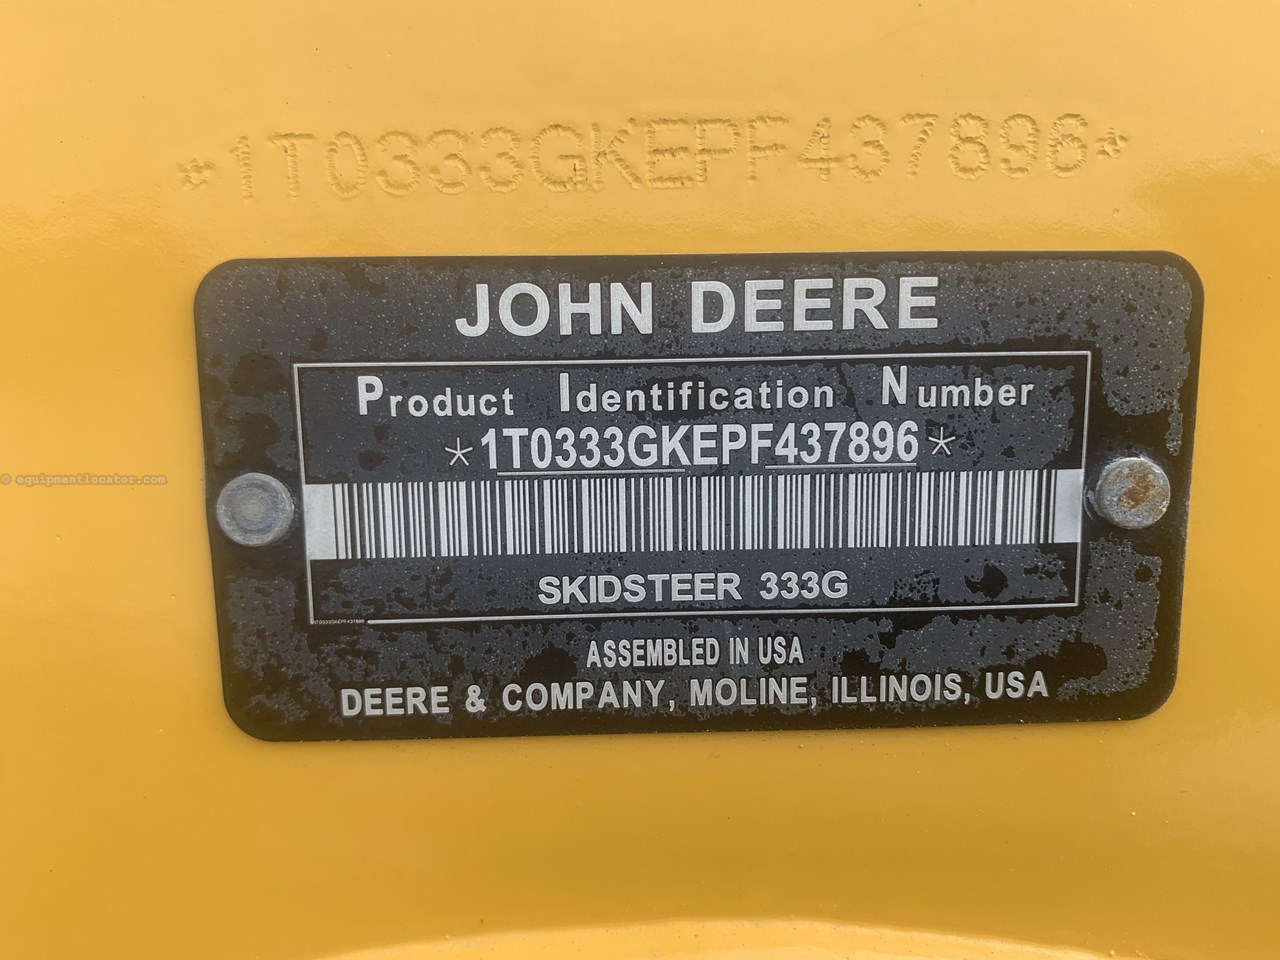 *1T0333GKEPF437896*
JOHN DEERE
Product Identification Number
*1T0333GKEPF437896*
SKIDSTEER 333G
1T0333GKEPF437896
ASSEMBLED IN USA
DEERE & COMPANY, MOLINE, ILLINOIS, USA
© equipmentlocator.com